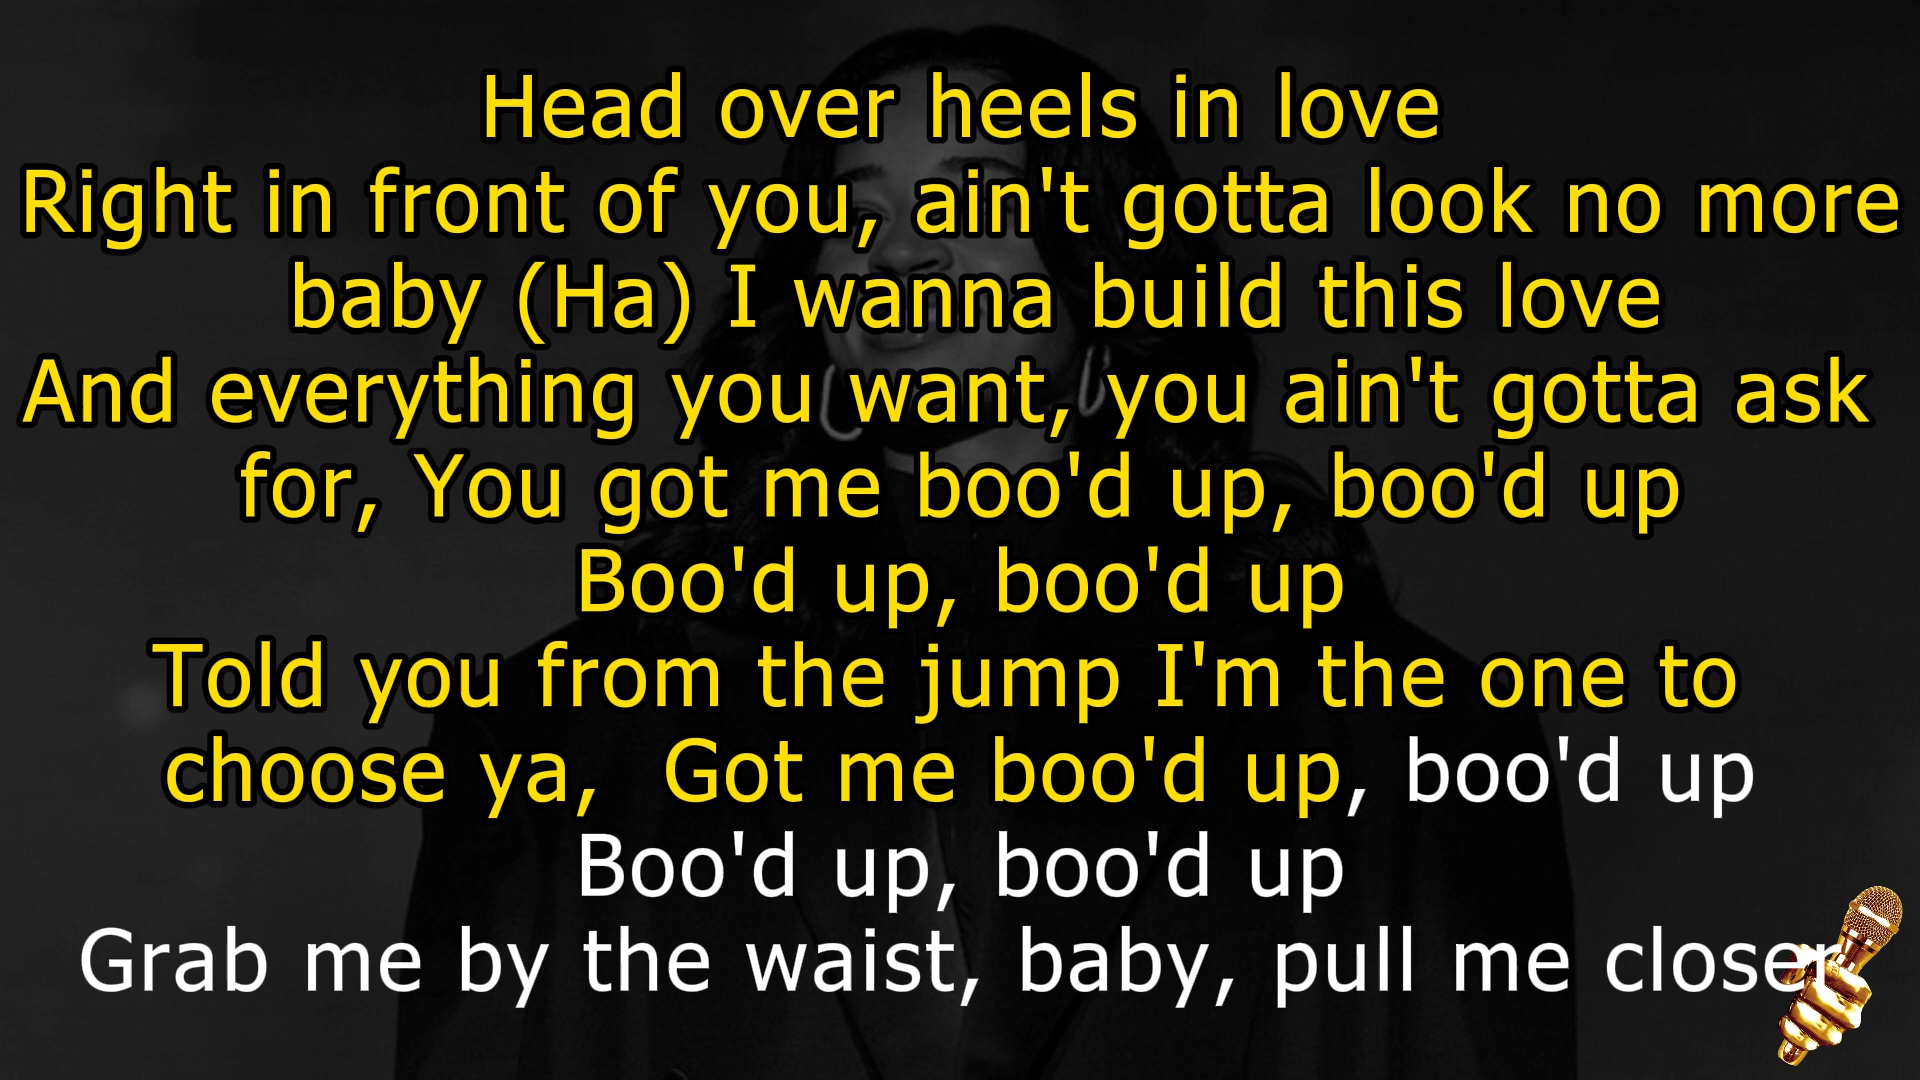 Head over heels in love
Right in front of you, ain't gotta look no more
baby (Ha) I wanna build this love
And everything you want, you ain't gotta ask
for, You got me boo'd up, boo'd up
Boo'd up, boo'd up
Told you from the jump I'm the one to
choose ya,  Got me boo'd up, boo'd up
Boo'd up, boo'd up
Grab me by the waist, baby, pull me closer